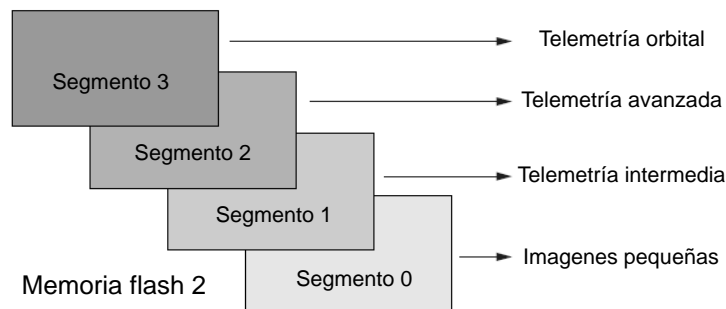 Telemetría orbital
Segmento 3
Telemetría avanzada
Segmento 2
Telemetría intermedia
Segmento 1
Imagenes pequeñas
Segmento 0
Memoria flash 2